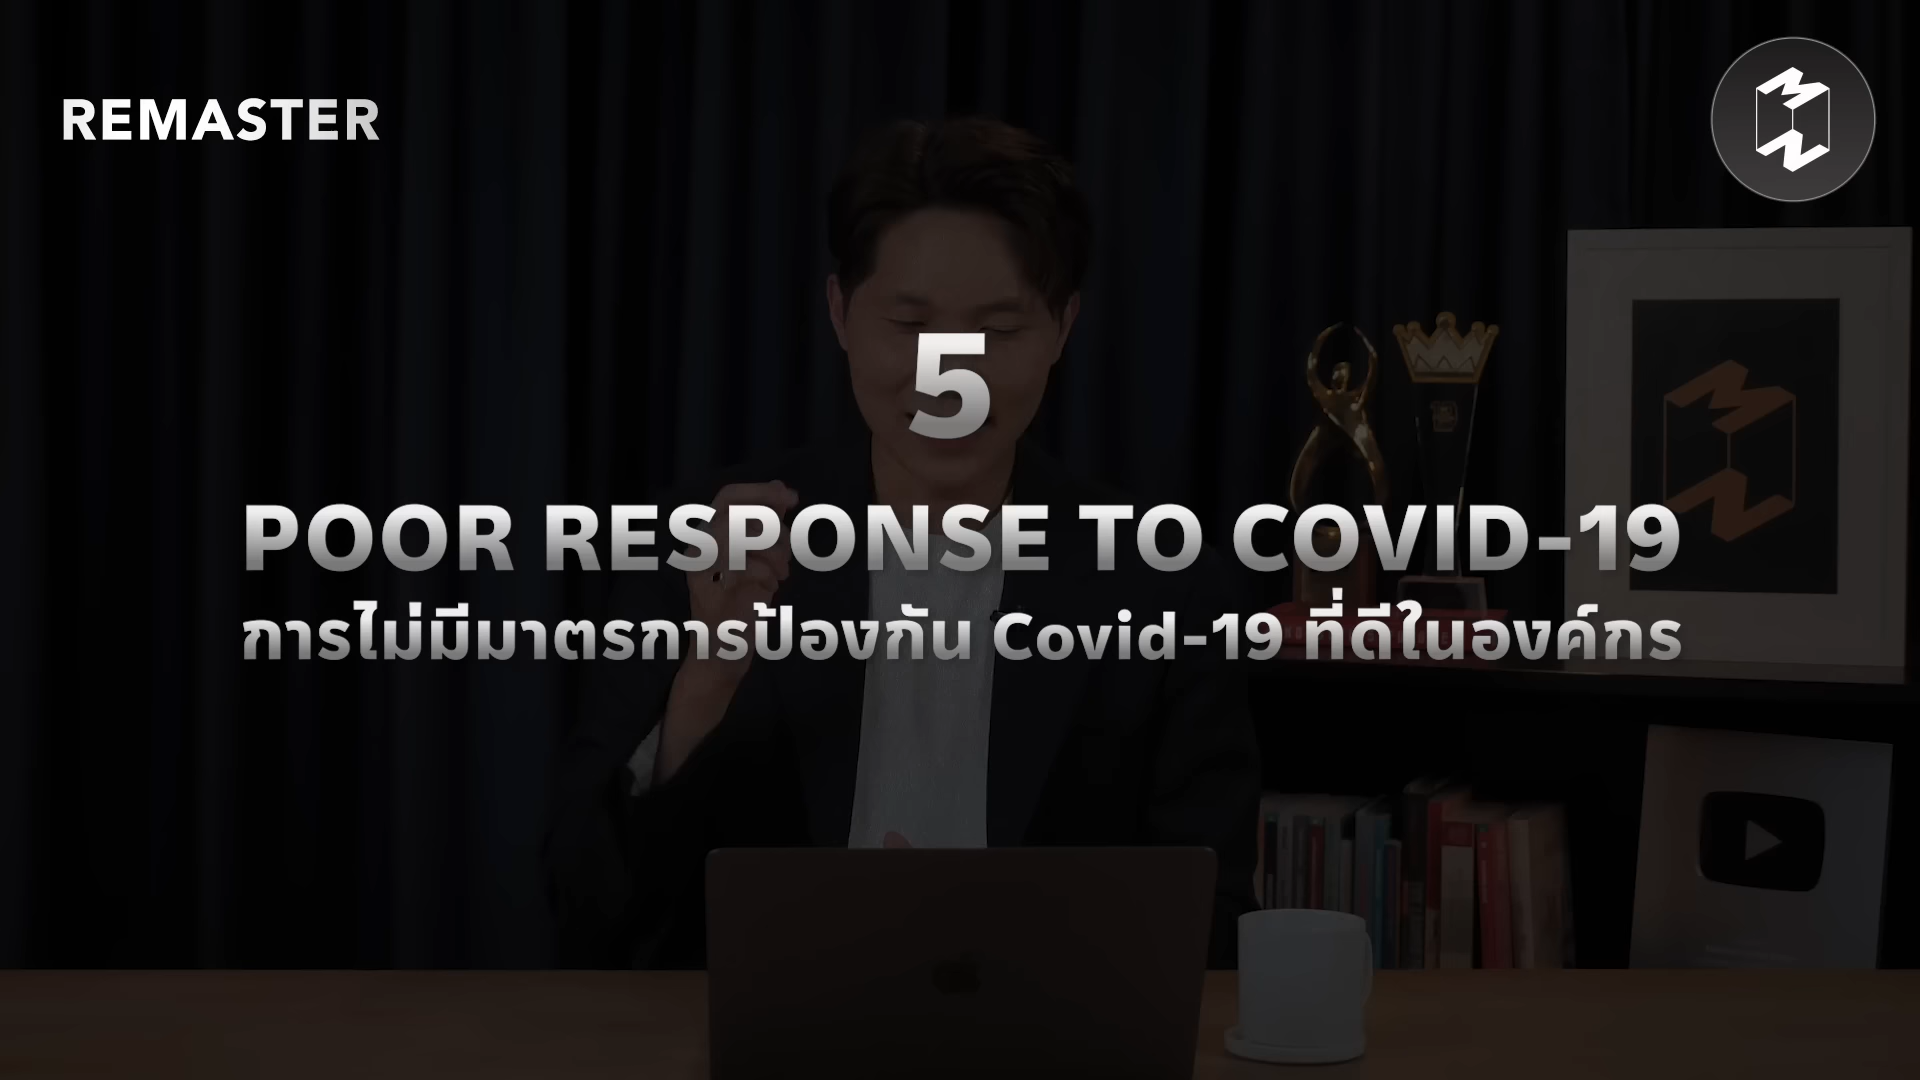 REMASTER
5
POOR RESPONSE TO COVID-19
การไม่มีมาตรการป้องกัน Covid-19 ที่ดีในองค์กร